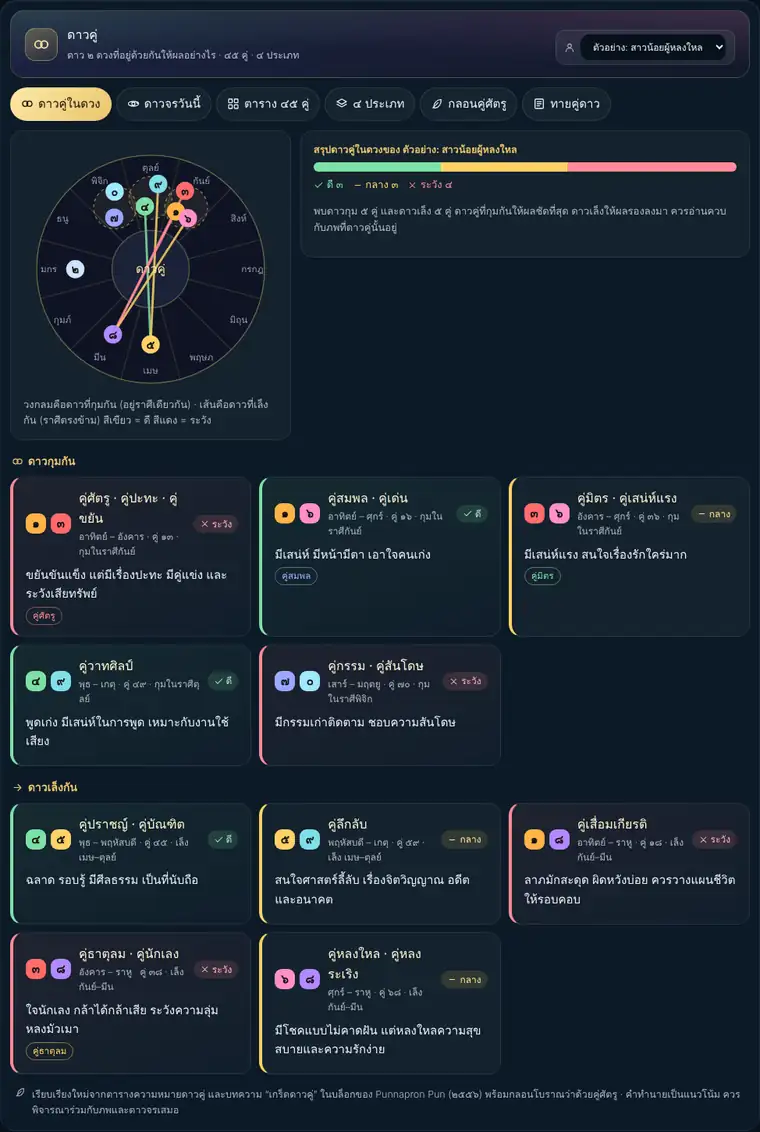 ดาวคู่
ดาว ๒ ดวงที่อยู่ด้วยกันให้ผลอย่างไร · ๔๕ คู่ · ๔ ประเภท
ตัวอย่าง: สาวน้อยผู้หลงใหล
ดาวคู่ในดวง
ดาวจรวันนี้
ตาราง ๔๕ คู่
๔ ประเภท
กลอนคู่ศัตรู
ทายคู่ดาว
ตุลย์
พิจิก
กันย์
๐
๙
๓
๔
๑
๗
๖
ธนู
สิงห์
มกร
๒
ดาวคู่
กรกฎ
กุมภ์
มิถุน
๘
๕
มีน
พฤษภ
เมษ
วงกลมคือดาวที่กุมกัน (อยู่ราศีเดียวกัน) · เส้นคือดาวที่เล็ง
กัน (ราศีตรงข้าม) สีเขียว = ดี สีแดง = ระวัง
สรุปดาวคู่ในดวงของ ตัวอย่าง: สาวน้อยผู้หลงใหล
✓ ดี ๓ – กลาง ๓ × ระวัง ๔
พบดาวกุม ๕ คู่ และดาวเล็ง ๕ คู่ ดาวคู่ที่กุมกันให้ผลชัดที่สุด ดาวเล็งให้ผลรองลงมา ควรอ่านควบ
กับภพที่ดาวคู่นั้นอยู่
ดาวกุมกัน
๑ ๓
คู่ศัตรู · คู่ปะทะ · คู่
ขยัน
อาทิตย์ – อังคาร · คู่ ๑๓ ·
กุมในราศีกันย์
× ระวัง
ขยันขันแข็ง แต่มีเรื่องปะทะ มีคู่แข่ง และ
ระวังเสียทรัพย์
คู่ศัตรู
๑ ๖
คู่สมพล · คู่เด่น
อาทิตย์ – ศุกร์ · คู่ ๑๖ · กุมใน
ราศีกันย์
✓ ดี
มีเสน่ห์ มีหน้ามีตา เอาใจคนเก่ง
คู่สมพล
๓ ๖
คู่มิตร · คู่เสน่ห์แรง
อังคาร – ศุกร์ · คู่ ๓๖ · กุม
ในราศีกันย์
– กลาง
มีเสน่ห์แรง สนใจเรื่องรักใคร่มาก
คู่มิตร
๔ ๙
คู่วาทศิลป์
พุธ – เกตุ · คู่ ๔๙ · กุมในราศีตุ
ลย์
✓ ดี
พูดเก่ง มีเสน่ห์ในการพูด เหมาะกับงานใช้
เสียง
๗ ๐
คู่กรรม · คู่สันโดษ
เสาร์ – มฤตยู · คู่ ๗๐ · กุม
ในราศีพิจิก
× ระวัง
มีกรรมเก่าติดตาม ชอบความสันโดษ
→ ดาวเล็งกัน
๔ ๕
คู่ปราชญ์ · คู่บัณฑิต
พุธ – พฤหัสบดี · คู่ ๔๕ · เล็ง
เมษ–ตุลย์
✓ ดี
ฉลาด รอบรู้ มีศีลธรรม เป็นที่นับถือ
๕ ๙
คู่ลึกลับ
พฤหัสบดี – เกตุ · คู่ ๕๙ ·
เล็ง เมษ–ตุลย์
– กลาง
สนใจศาสตร์ลี้ลับ เรื่องจิตวิญญาณ อดีต
และอนาคต
๑ ๘
คู่เสื่อมเกียรติ
อาทิตย์ – ราหู · คู่ ๑๘ · เล็ง
กันย์–มีน
× ระวัง
ลาภมักสะดุด ผิดหวังบ่อย ควรวางแผนชีวิต
ให้รอบคอบ
๓ ๘
คู่ธาตุลม · คู่นักเลง
อังคาร – ราหู · คู่ ๓๘ · เล็ง
กันย์–มีน
× ระวัง
ใจนักเลง กล้าได้กล้าเสีย ระวังความลุ่ม
หลงมัวเมา
คู่ธาตุลม
๖ ๘
คู่หลงใหล · คู่หลง
ระเริง
ศุกร์ – ราหู · คู่ ๖๘ · เล็ง
กันย์–มีน
– กลาง
มีโชคแบบไม่คาดฝัน แต่หลงใหลความสุข
สบายและความรักง่าย
เรียบเรียงใหม่จากตารางความหมายดาวคู่ และบทความ "เกร็ดดาวคู่" ในบล็อกของ Punnapron Pun (๒๕๕๖) พร้อมกลอนโบราณว่าด้วยคู่ศัตรู · คำทำนายเป็นแนวโน้ม ควร
พิจารณาร่วมกับภพและดาวจรเสมอ